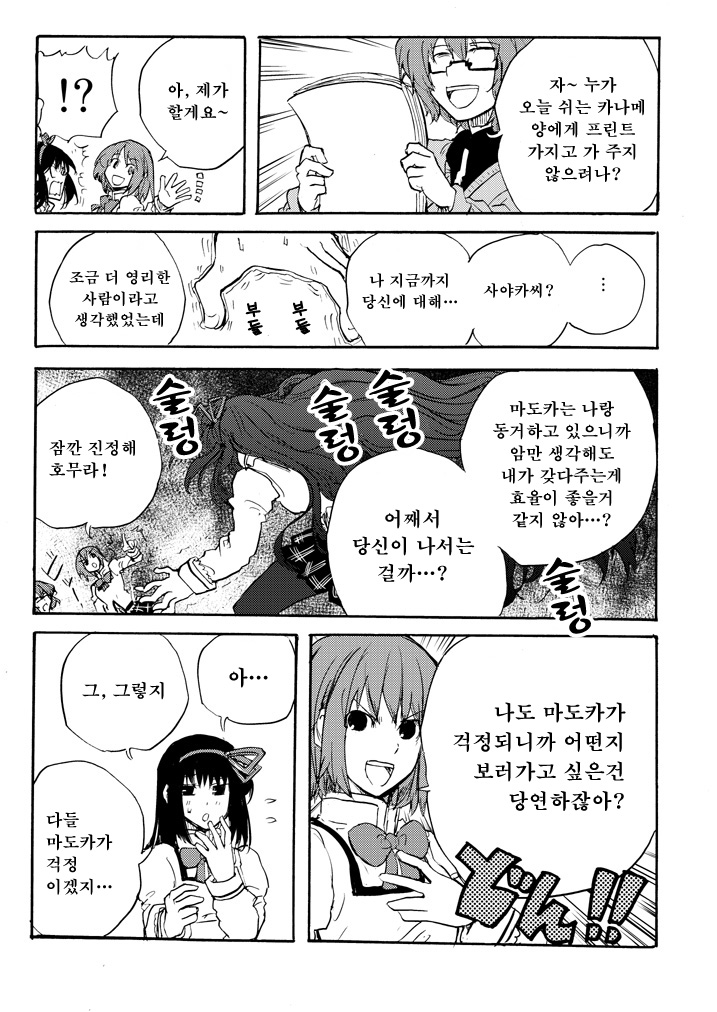 자~ 누가
오늘 쉬는 카나메
양에게 프린트
가지고 가 주지
않으려나?
아, 제가
할게요~
!?
…
사야카씨?
나 지금까지
당신에 대해…
부들
부들
조금 더 영리한
사람이라고
생각했었는데
마도카는 나랑
동거하고 있으니까
암만 생각해도
내가 갖다주는게
효율이 좋을거
같지 않아…?
어째서
당신이 나서는
걸까…?
술렁
술렁
술렁
술렁
잠깐 진정해
호무라!
나도 마도카가
걱정되니까 어떤지
보러가고 싶은건
당연하잖아?
どん!!
아…
그, 그렇지
다들
마도카가
걱정
이겠지…